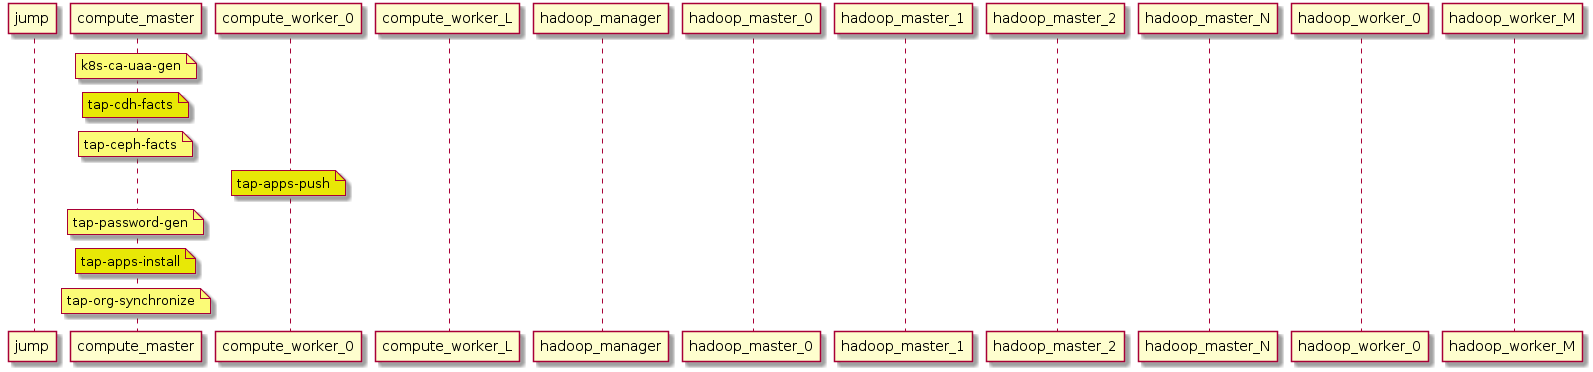 jump compute_master compute_worker_0 compute_worker_L hadoop_manager hadoop_master_0 hadoop_master_1 hadoop_master_2 hadoop_master_N hadoop_worker_0 hadoop_worker_M
k8s-ca-uaa-gen
tap-cdh-facts
tap-ceph-facts
tap-apps-push
tap-password-gen
tap-apps-install
tap-org-synchronize
jump compute_master compute_worker_0 compute_worker_L hadoop_manager hadoop_master_0 hadoop_master_1 hadoop_master_2 hadoop_master_N hadoop_worker_0 hadoop_worker_M